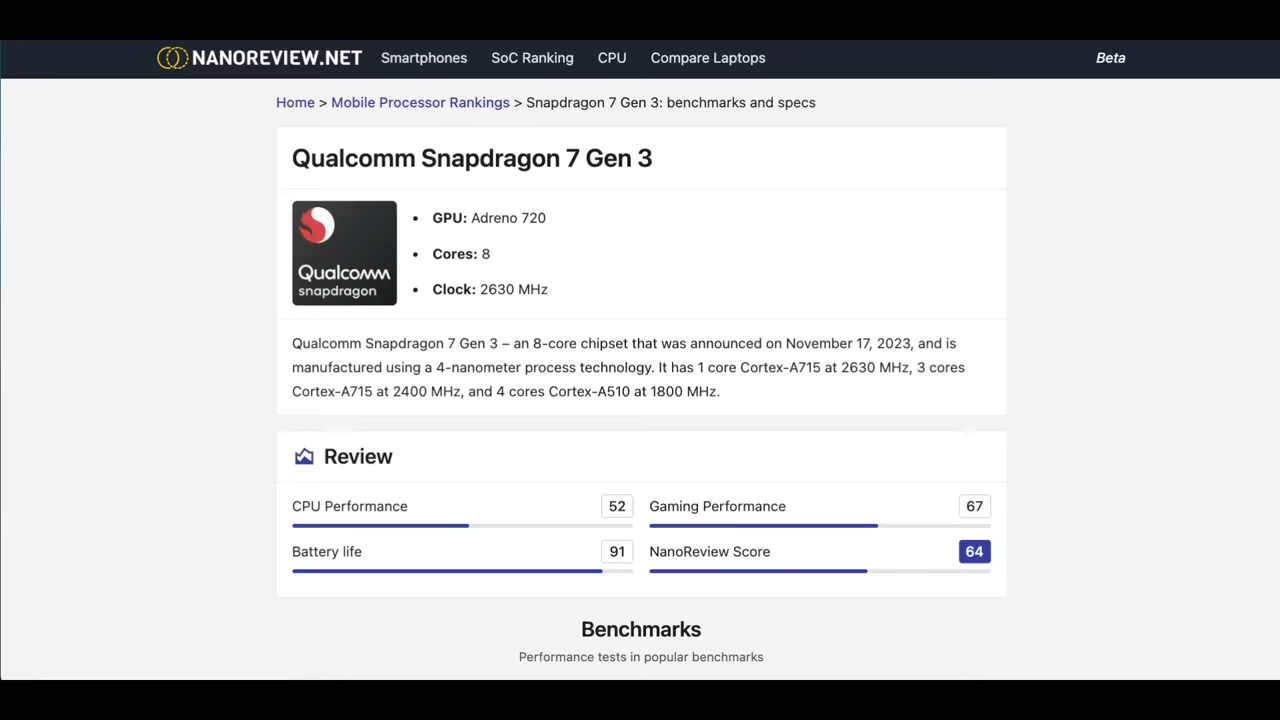 NANOREVIEW.NET Smartphones SoC Ranking CPU Compare Laptops Beta
Home > Mobile Processor Rankings > Snapdragon 7 Gen 3: benchmarks and specs
Qualcomm Snapdragon 7 Gen 3
Qualcomm
snapdragon
• GPU: Adreno 720
• Cores: 8
• Clock: 2630 MHz
Qualcomm Snapdragon 7 Gen 3 – an 8-core chipset that was announced on November 17, 2023, and is
manufactured using a 4-nanometer process technology. It has 1 core Cortex-A715 at 2630 MHz, 3 cores
Cortex-A715 at 2400 MHz, and 4 cores Cortex-A510 at 1800 MHz.
Review
CPU Performance 52 Gaming Performance 67
Battery life 91 NanoReview Score 64
Benchmarks
Performance tests in popular benchmarks